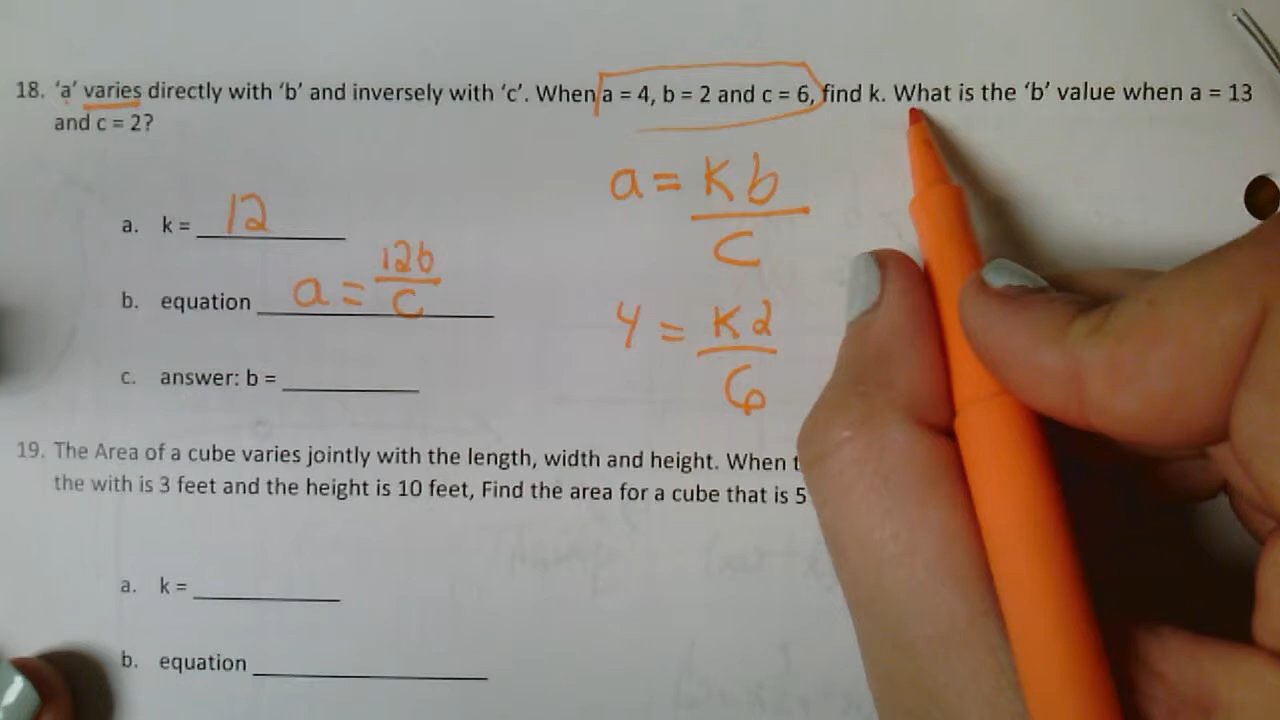 18. 'a' varies directly with 'b' and inversely with 'c'. When a = 4, b = 2 and c = 6, find k. What is the 'b' value when a = 13
and c = 2?
a = Kb
C
a. k = 12
b. equation a = 12b
C
4 = K2
6
c. answer: b =
19. The Area of a cube varies jointly with the length, width and height. When t
the with is 3 feet and the height is 10 feet, Find the area for a cube that is 5
a. k =
b. equation